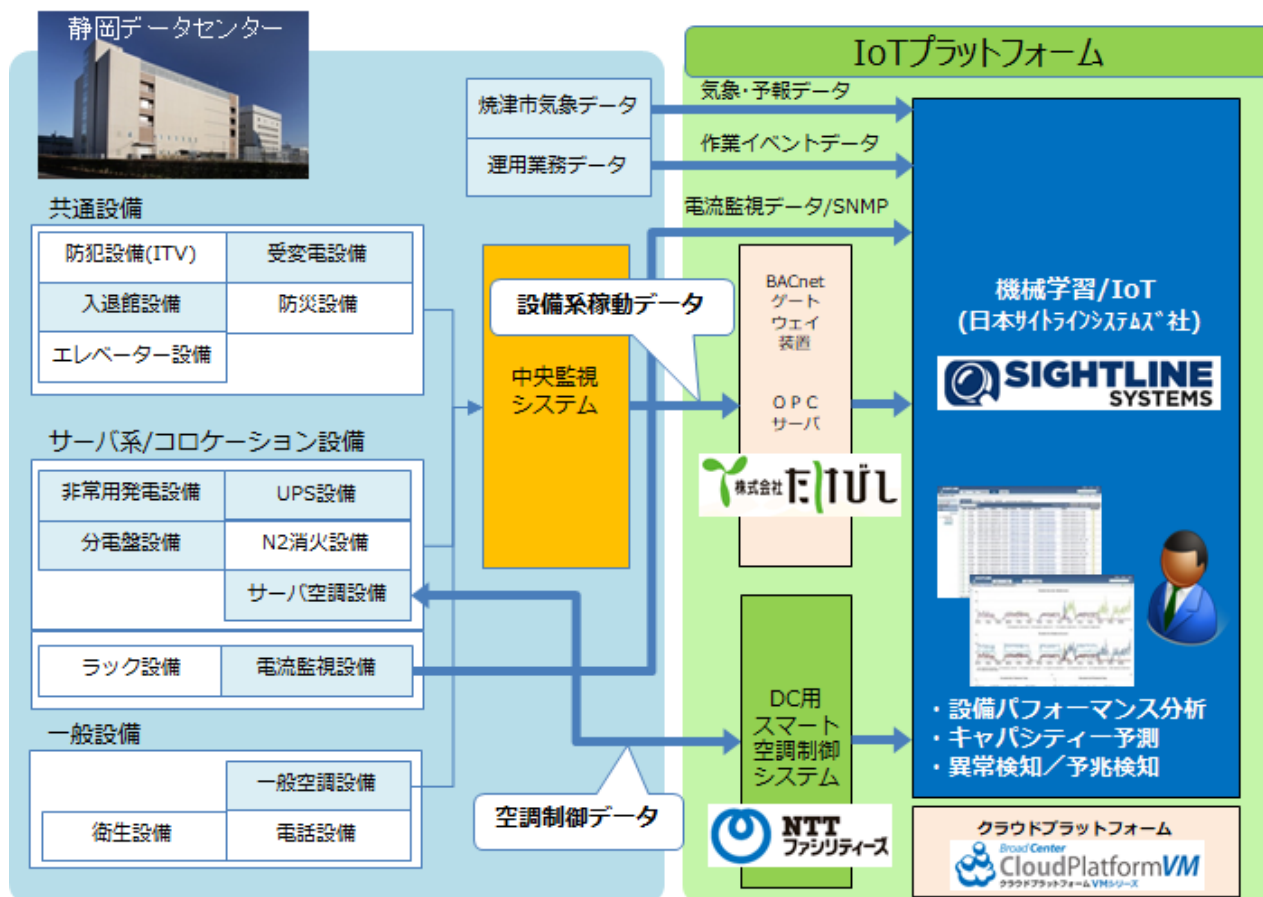 静岡データセンター
IoTプラットフォーム
焼津市気象データ
運用業務データ
気象・予報データ
作業イベントデータ
電流監視データ/SNMP
共通設備
防犯設備(ITV)
受変電設備
入退館設備
防災設備
エレベーター設備
サーバ系/コロケーション設備
非常用発電設備
UPS設備
分電盤設備
N2消火設備
サーバ空調設備
ラック設備
電流監視設備
一般設備
一般空調設備
衛生設備
電話設備
中央監視
システム
設備系稼動データ
空調制御データ
BACnet
ゲート
ウェイ
装置
OPC
サーバ
株式会社たけびし
DC用
スマート
空調制御
システム
NTT
ファシリティーズ
機械学習/IoT
(日本ｻｲﾄﾗｲﾝｼｽﾃﾑｽﾞ社)
SIGHTLINE
SYSTEMS
SIGHTLINE
・設備パフォーマンス分析
・キャパシティー予測
・異常検知／予兆検知
クラウドプラットフォーム
BroadCenter
CloudPlatformVM
クラウドプラットフォームVMシリーズ